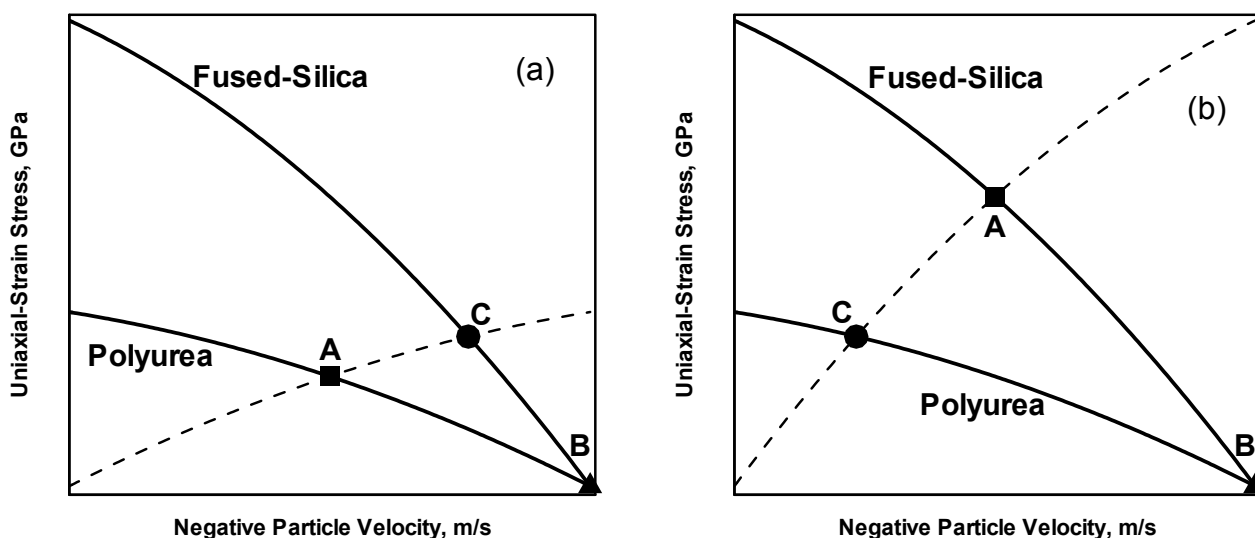 (a)
Fused-Silica
Uniaxial-Strain Stress, GPa
C
A
Polyurea
B
Negative Particle Velocity, m/s
(b)
Fused-Silica
Uniaxial-Strain Stress, GPa
A
C
Polyurea
B
Negative Particle Velocity, m/s